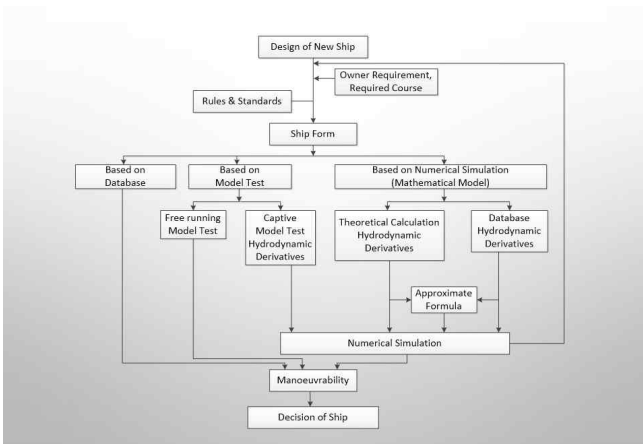 Design of New Ship
Owner Requirement,
Required Course
Rules & Standards
Ship Form
Based on
Database
Based on
Model Test
Based on Numerical Simulation
(Mathematical Model)
Free running
Model Test
Captive
Model Test
Hydrodynamic
Derivatives
Theoretical Calculation
Hydrodynamic
Derivatives
Database
Hydrodynamic
Derivatives
Approximate
Formula
Numerical Simulation
Manoeuvrability
Decision of Ship